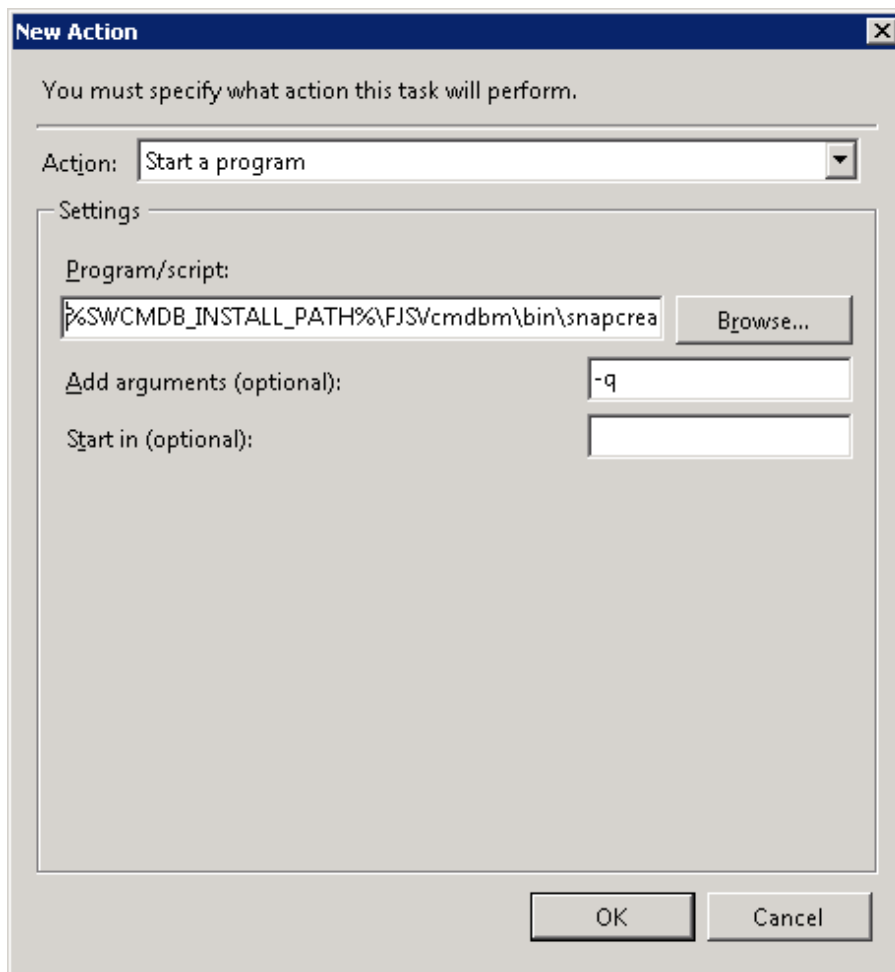 New Action
You must specify what action this task will perform.
Action: Start a program
Settings
Program/script:
%SWCMDB_INSTALL_PATH%\FJSVcmdbm\bin\snapcrea Browse...
Add arguments (optional): -q
Start in (optional):
OK Cancel